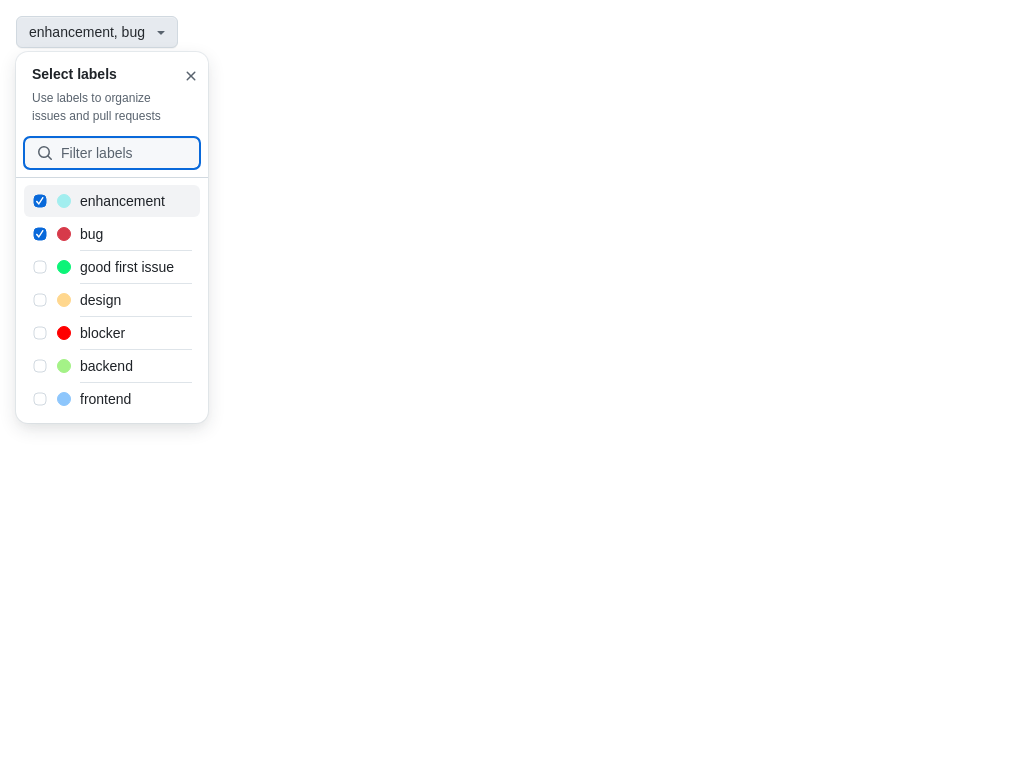 enhancement, bug
Select labels
Use labels to organize
issues and pull requests
Filter labels
enhancement
bug
good first issue
design
blocker
backend
frontend